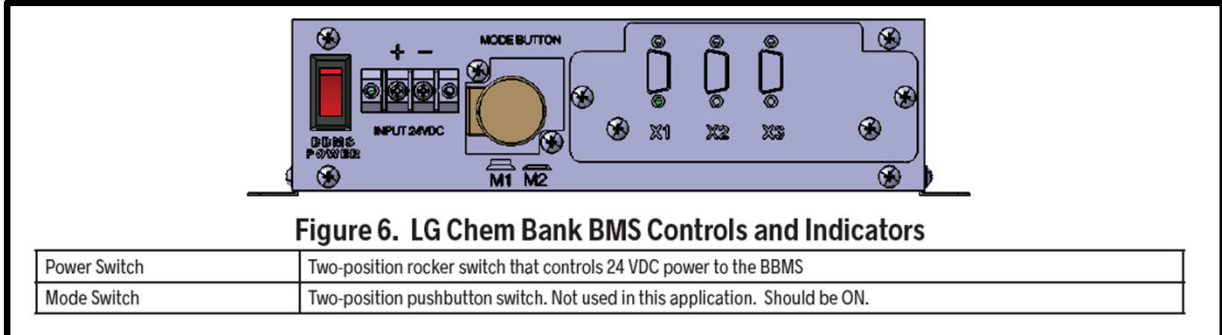 + −
MODE BUTTON
INPUT 24VDC
BBMS
POWER
M1 M2
X1 X2 X3
Figure 6. LG Chem Bank BMS Controls and Indicators
Power Switch Two-position rocker switch that controls 24 VDC power to the BBMS
Mode Switch Two-position pushbutton switch. Not used in this application. Should be ON.